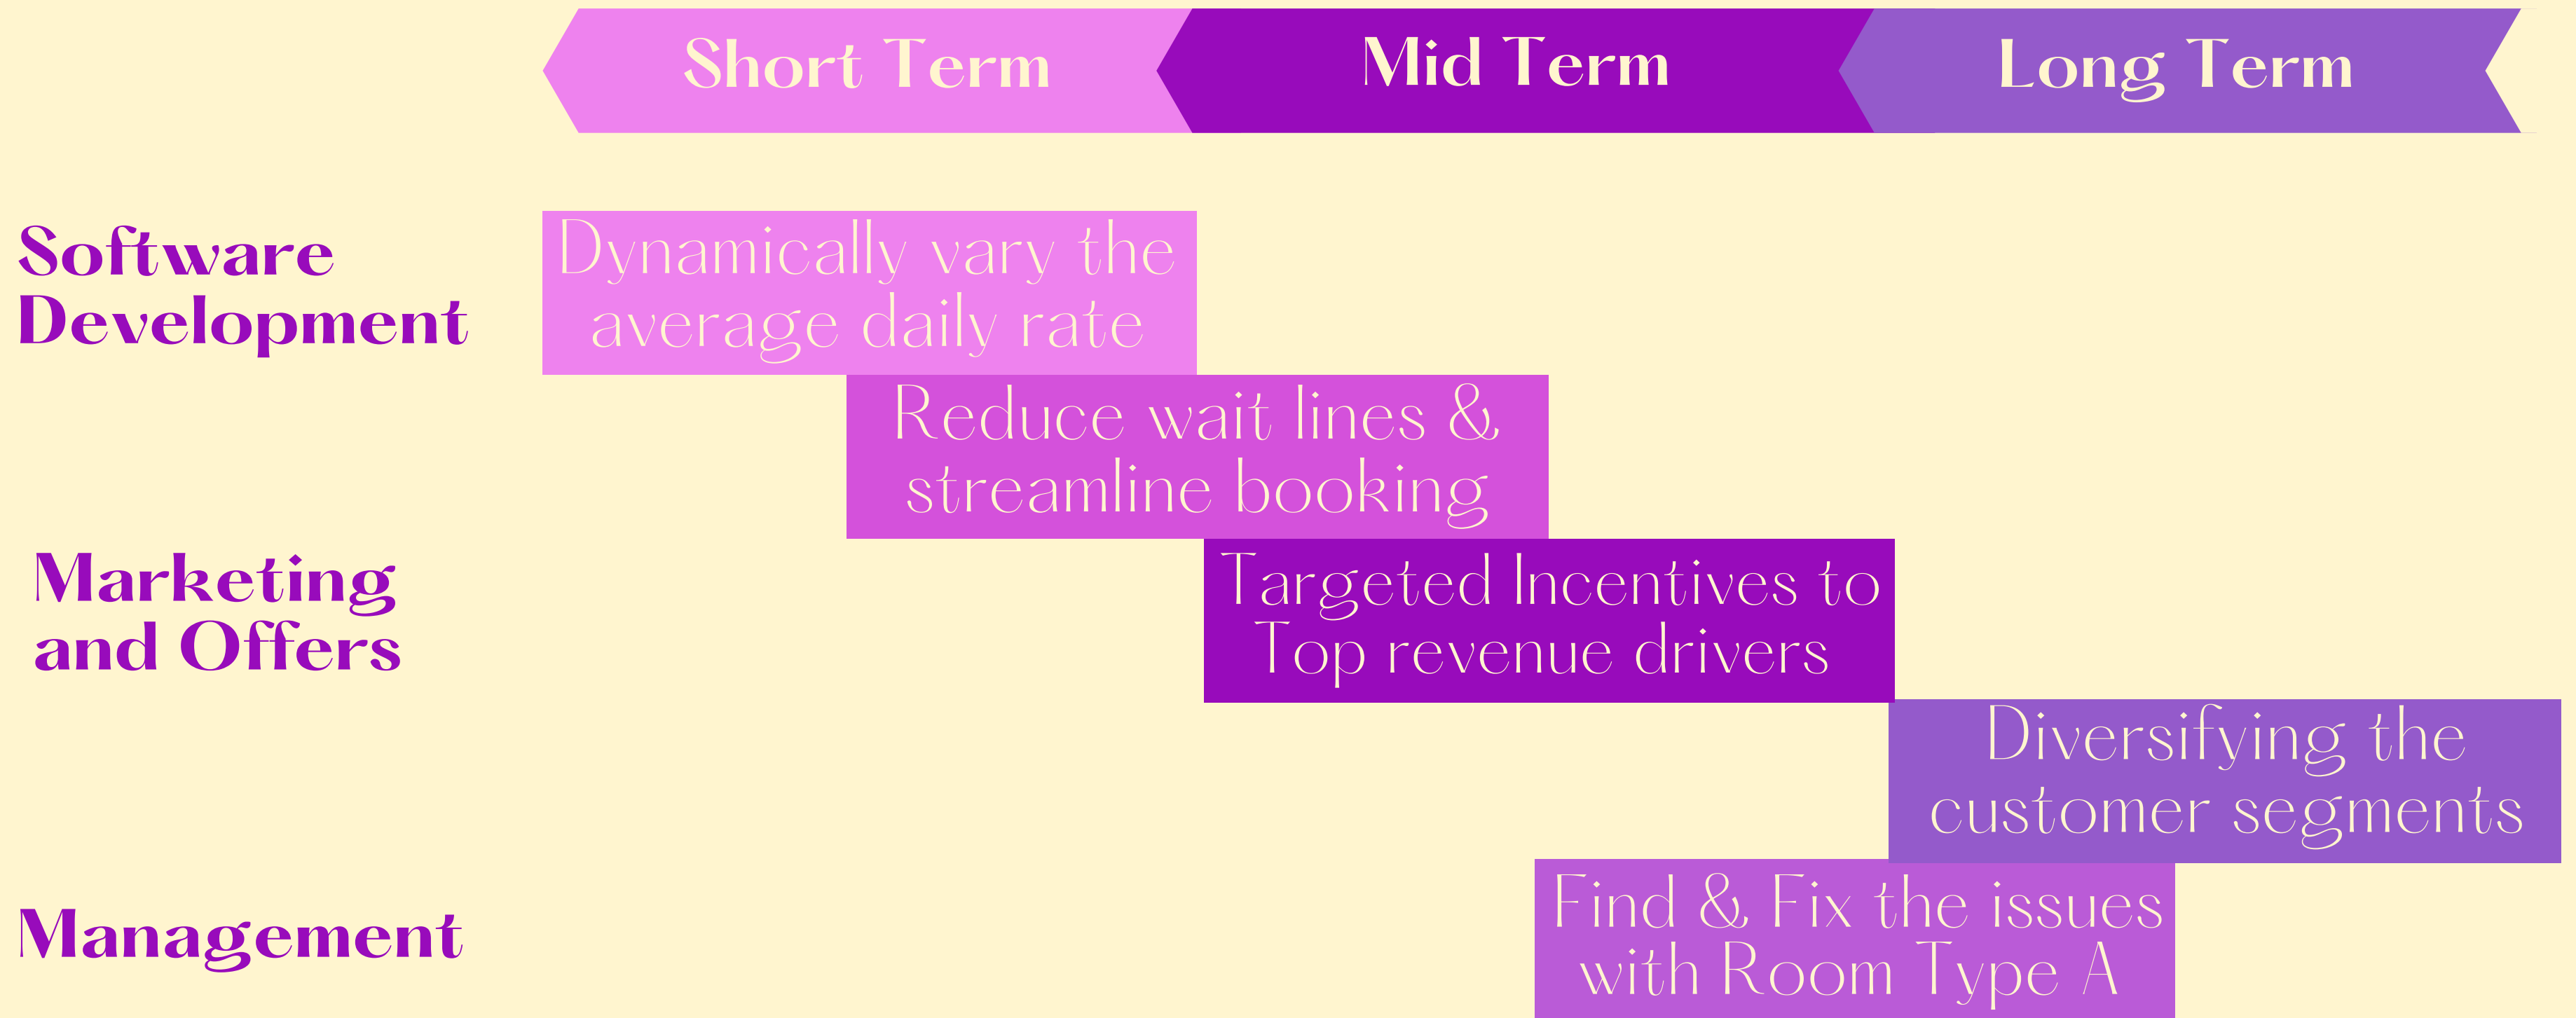 Short Term
Mid Term
Long Term
Software
Development
Dynamically vary the
average daily rate
Reduce wait lines &
streamline booking
Marketing
and Offers
Targeted Incentives to
Top revenue drivers
Diversifying the
customer segments
Management
Find & Fix the issues
with Room Type A